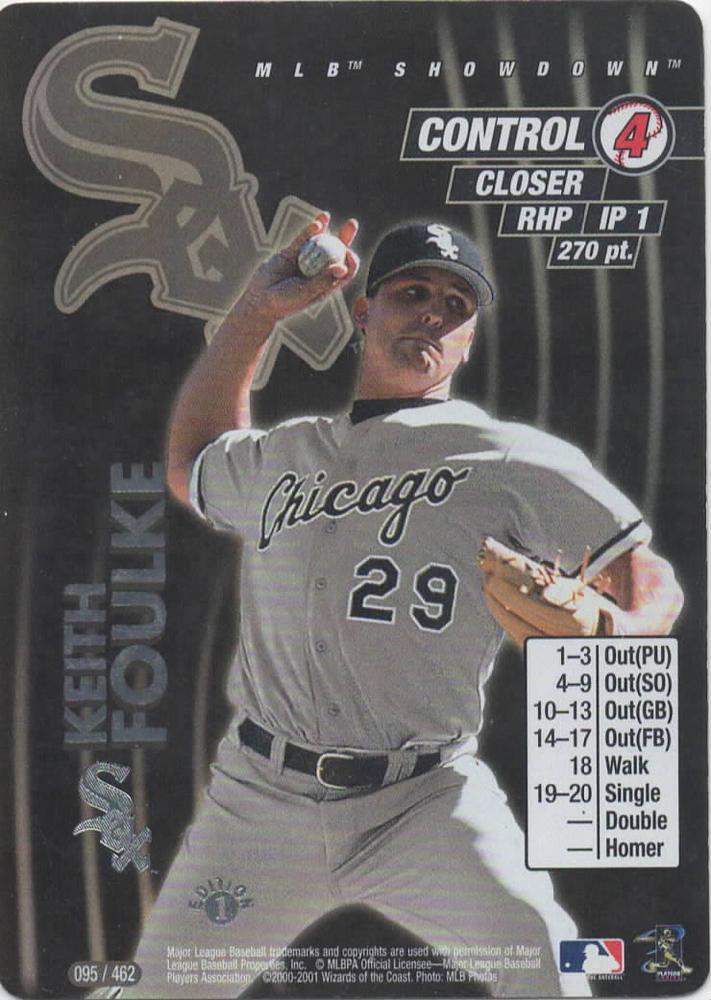 MLB™ SHOWDOWN™
CONTROL 4
CLOSER
RHP IP 1
270 pt.
Sox
Chicago
29
KEITH
FOULKE
1–3 Out(PU)
4–9 Out(SO)
10–13 Out(GB)
14–17 Out(FB)
18 Walk
19–20 Single
— Double
— Homer
Sox
EDITION
1
095 / 462
Major League Baseball trademarks and copyrights are used with permission of Major
League Baseball Properties, Inc. © MLBPA Official Licensee—Major League Baseball
Players Association. ©2000-2001 Wizards of the Coast. Photo: MLB Photos